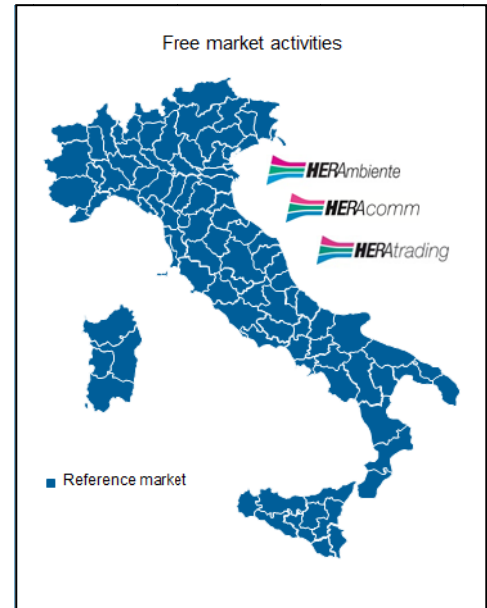 Free market activities
HERAmbiente
HERAcomm
HERAtrading
Reference market